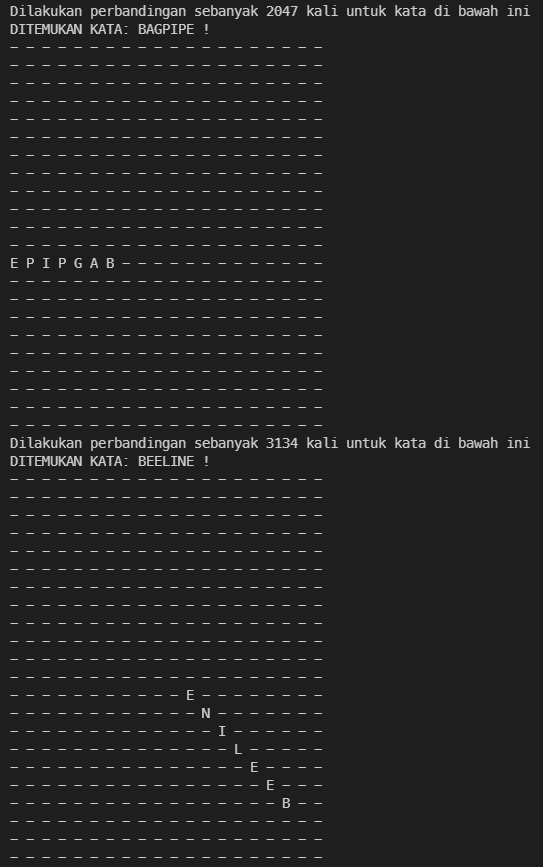 Dilakukan perbandingan sebanyak 2047 kali untuk kata di bawah ini
DITEMUKAN KATA: BAGPIPE !
- - - - - - - - - - - - - - - - - - - -
- - - - - - - - - - - - - - - - - - - -
- - - - - - - - - - - - - - - - - - - -
- - - - - - - - - - - - - - - - - - - -
- - - - - - - - - - - - - - - - - - - -
- - - - - - - - - - - - - - - - - - - -
- - - - - - - - - - - - - - - - - - - -
- - - - - - - - - - - - - - - - - - - -
- - - - - - - - - - - - - - - - - - - -
- - - - - - - - - - - - - - - - - - - -
- - - - - - - - - - - - - - - - - - - -
- - - - - - - - - - - - - - - - - - - -
E P I P G A B - - - - - - - - - - - - -
- - - - - - - - - - - - - - - - - - - -
- - - - - - - - - - - - - - - - - - - -
- - - - - - - - - - - - - - - - - - - -
- - - - - - - - - - - - - - - - - - - -
- - - - - - - - - - - - - - - - - - - -
- - - - - - - - - - - - - - - - - - - -
- - - - - - - - - - - - - - - - - - - -
- - - - - - - - - - - - - - - - - - - -
- - - - - - - - - - - - - - - - - - - -
Dilakukan perbandingan sebanyak 3134 kali untuk kata di bawah ini
DITEMUKAN KATA: BEELINE !
- - - - - - - - - - - - - - - - - - - -
- - - - - - - - - - - - - - - - - - - -
- - - - - - - - - - - - - - - - - - - -
- - - - - - - - - - - - - - - - - - - -
- - - - - - - - - - - - - - - - - - - -
- - - - - - - - - - - - - - - - - - - -
- - - - - - - - - - - - - - - - - - - -
- - - - - - - - - - - - - - - - - - - -
- - - - - - - - - - - - - - - - - - - -
- - - - - - - - - - - - - - - - - - - -
- - - - - - - - - - - - - - - - - - - -
- - - - - - - - - - - - - - - - - - - -
- - - - - - - - - - - E - - - - - - - -
- - - - - - - - - - - - N - - - - - - -
- - - - - - - - - - - - - I - - - - - -
- - - - - - - - - - - - - - L - - - - -
- - - - - - - - - - - - - - - E - - - -
- - - - - - - - - - - - - - - - E - - -
- - - - - - - - - - - - - - - - - B - -
- - - - - - - - - - - - - - - - - - - -
- - - - - - - - - - - - - - - - - - - -
- - - - - - - - - - - - - - - - - - - -